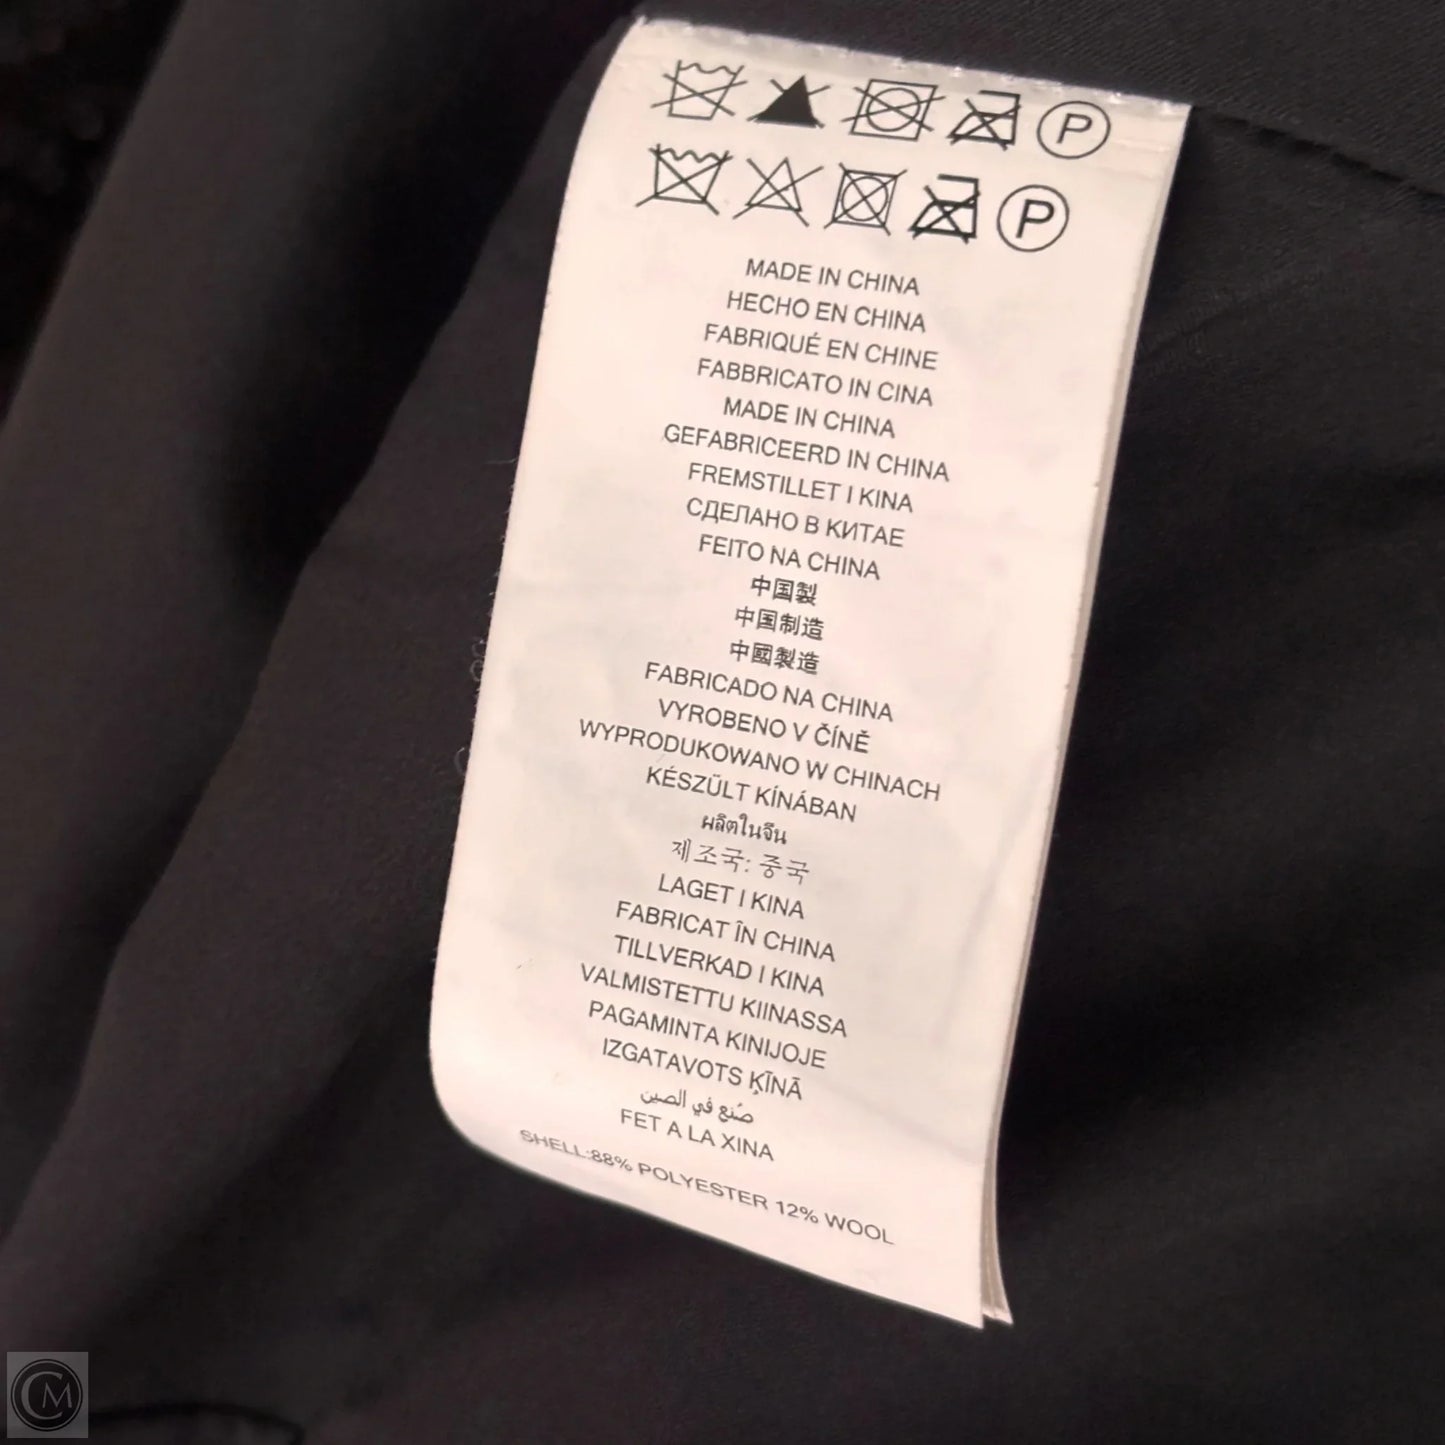 P
P
MADE IN CHINA
HECHO EN CHINA
FABRIQUÉ EN CHINE
FABBRICATO IN CINA
MADE IN CHINA
GEFABRICEERD IN CHINA
FREMSTILLET I KINA
СДЕЛАНО В КИТАЕ
FEITO NA CHINA
中国製
中国制造
中國製造
FABRICADO NA CHINA
VYROBENO V ČÍNĚ
WYPRODUKOWANO W CHINACH
KÉSZÜLT KÍNÁBAN
ผลิตในจีน
제조국: 중국
LAGET I KINA
FABRICAT ÎN CHINA
TILLVERKAD I KINA
VALMISTETTU KIINASSA
PAGAMINTA KINIJOJE
IZGATAVOTS ĶĪNĀ
صُنع في الصين
FET A LA XINA
SHELL:88% POLYESTER 12% WOOL
CM